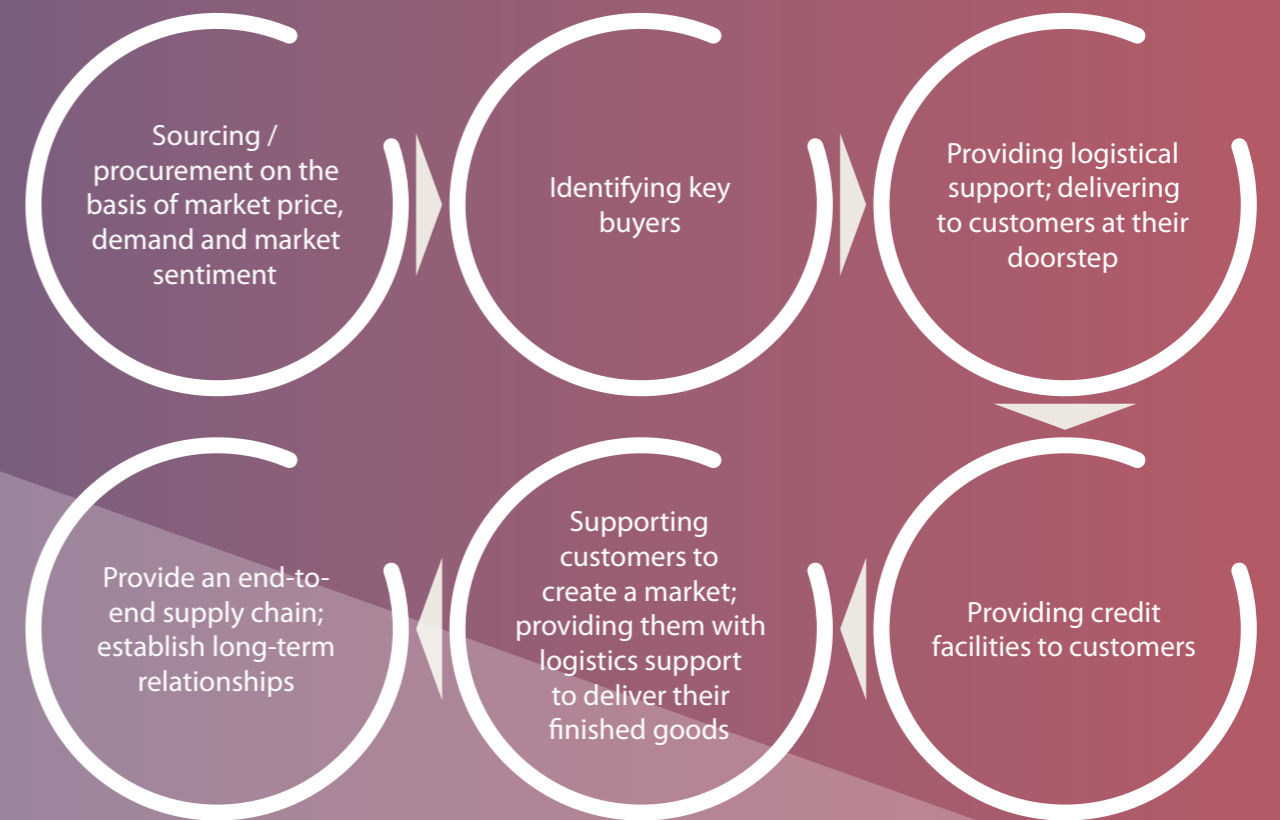 Sourcing /
procurement on the
basis of market price,
demand and market
sentiment
Identifying key
buyers
Providing logistical
support; delivering
to customers at their
doorstep
Providing credit
facilities to customers
Supporting
customers to
create a market;
providing them with
logistics support
to deliver their
finished goods
Provide an end-to-
end supply chain;
establish long-term
relationships